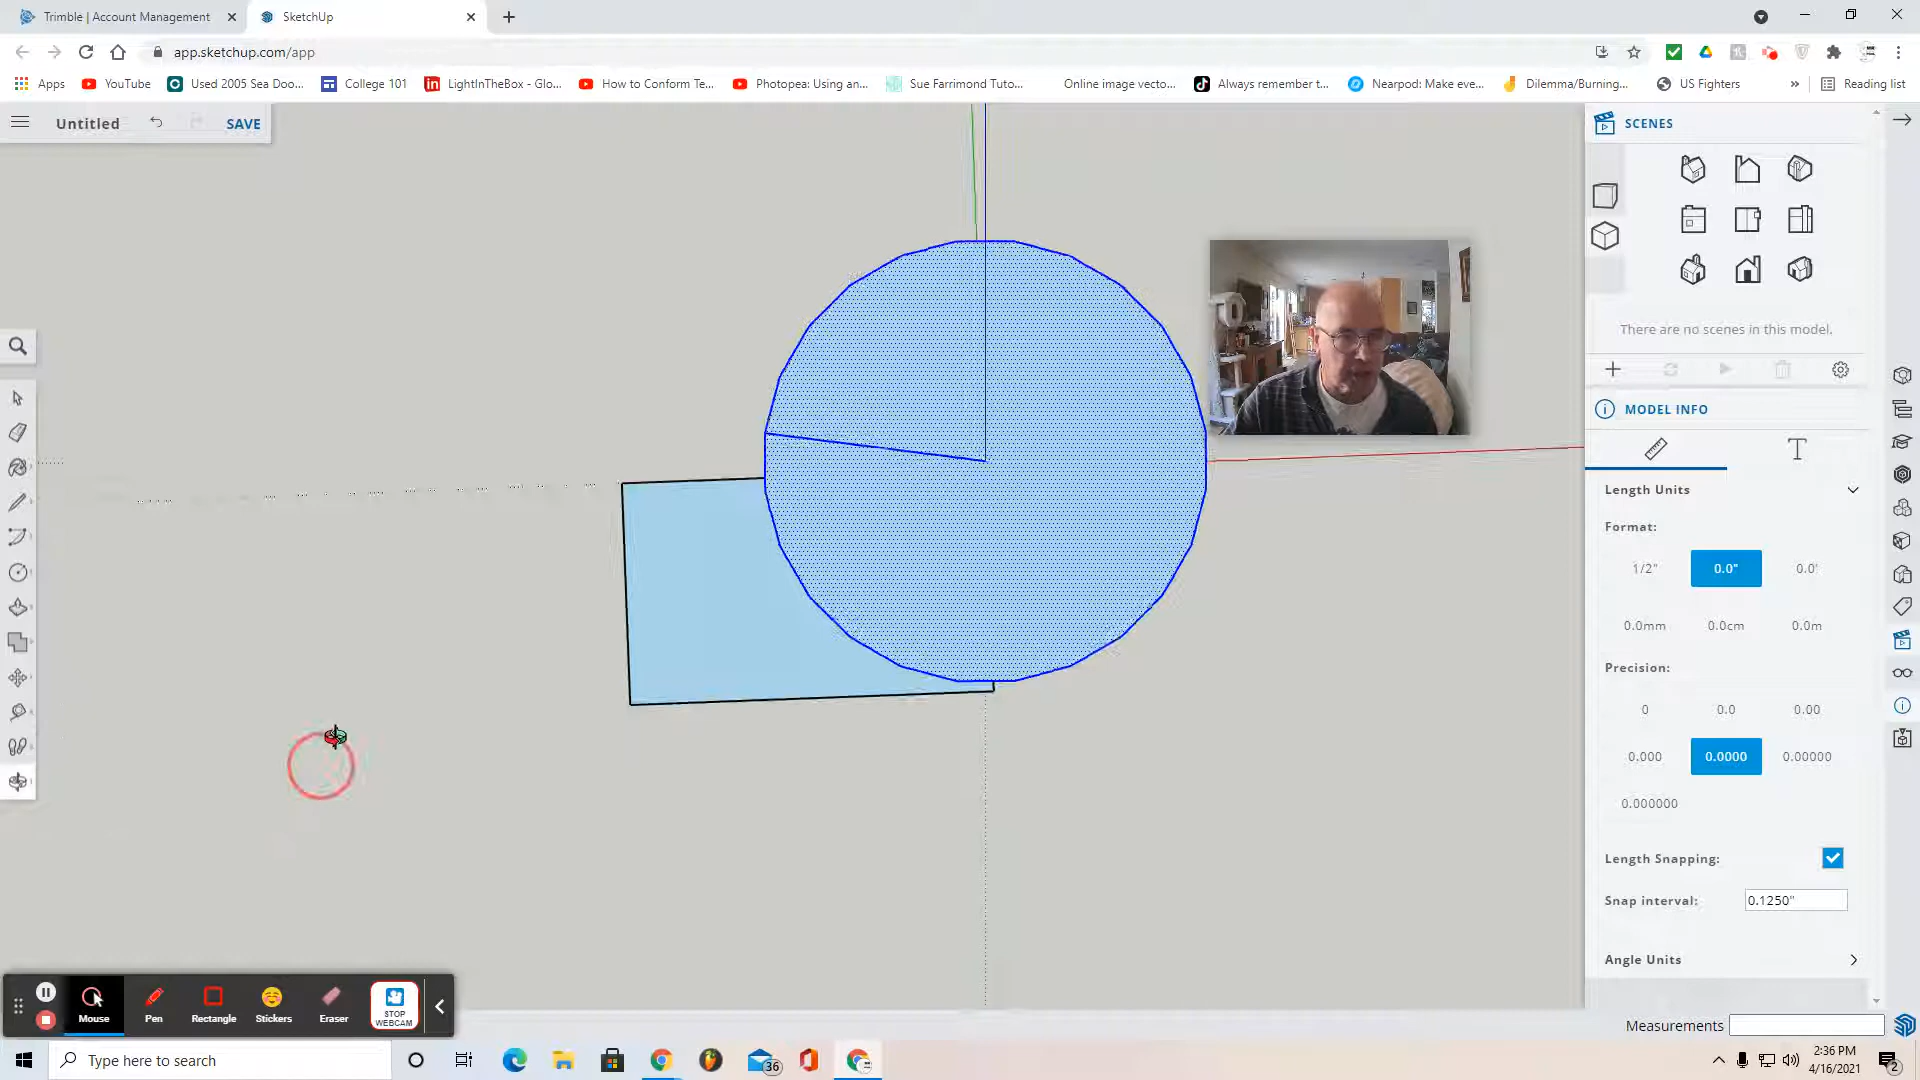 Trimble | Account Management
SketchUp
app.sketchup.com/app
Apps
YouTube
Used 2005 Sea Doo...
College 101
LightInTheBox - Glo...
How to Conform Te...
Photopea: Using an...
Sue Farrimond Tuto...
Online image vecto...
Always remember t...
Nearpod: Make eve...
Dilemma/Burning...
US Fighters
»
Reading list
Untitled
SAVE
SCENES
There are no scenes in this model.
MODEL INFO
Length Units
Format:
1/2" 0.0" 0.0'
0.0mm 0.0cm 0.0m
Precision:
0 0.0 0.00
0.000 0.0000 0.00000
0.000000
Length Snapping:
Snap interval: 0.1250"
Angle Units
Measurements
Mouse
Pen
Rectangle
Stickers
Eraser
STOP
WEBCAM
Type here to search
36
2:36 PM
4/16/2021
2